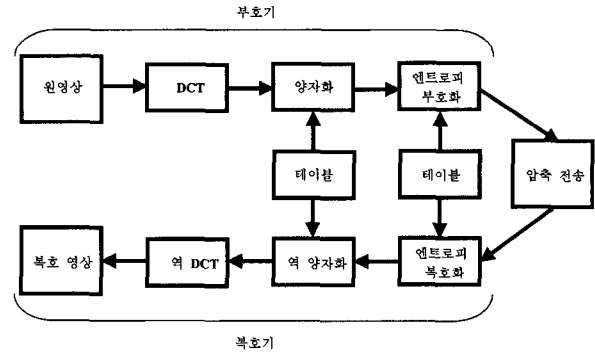 부호기
원영상
DCT
양자화
엔트로피
부호화
테이블
테이블
압축 전송
복호 영상
역 DCT
역 양자화
엔트로피
복호화
복호기